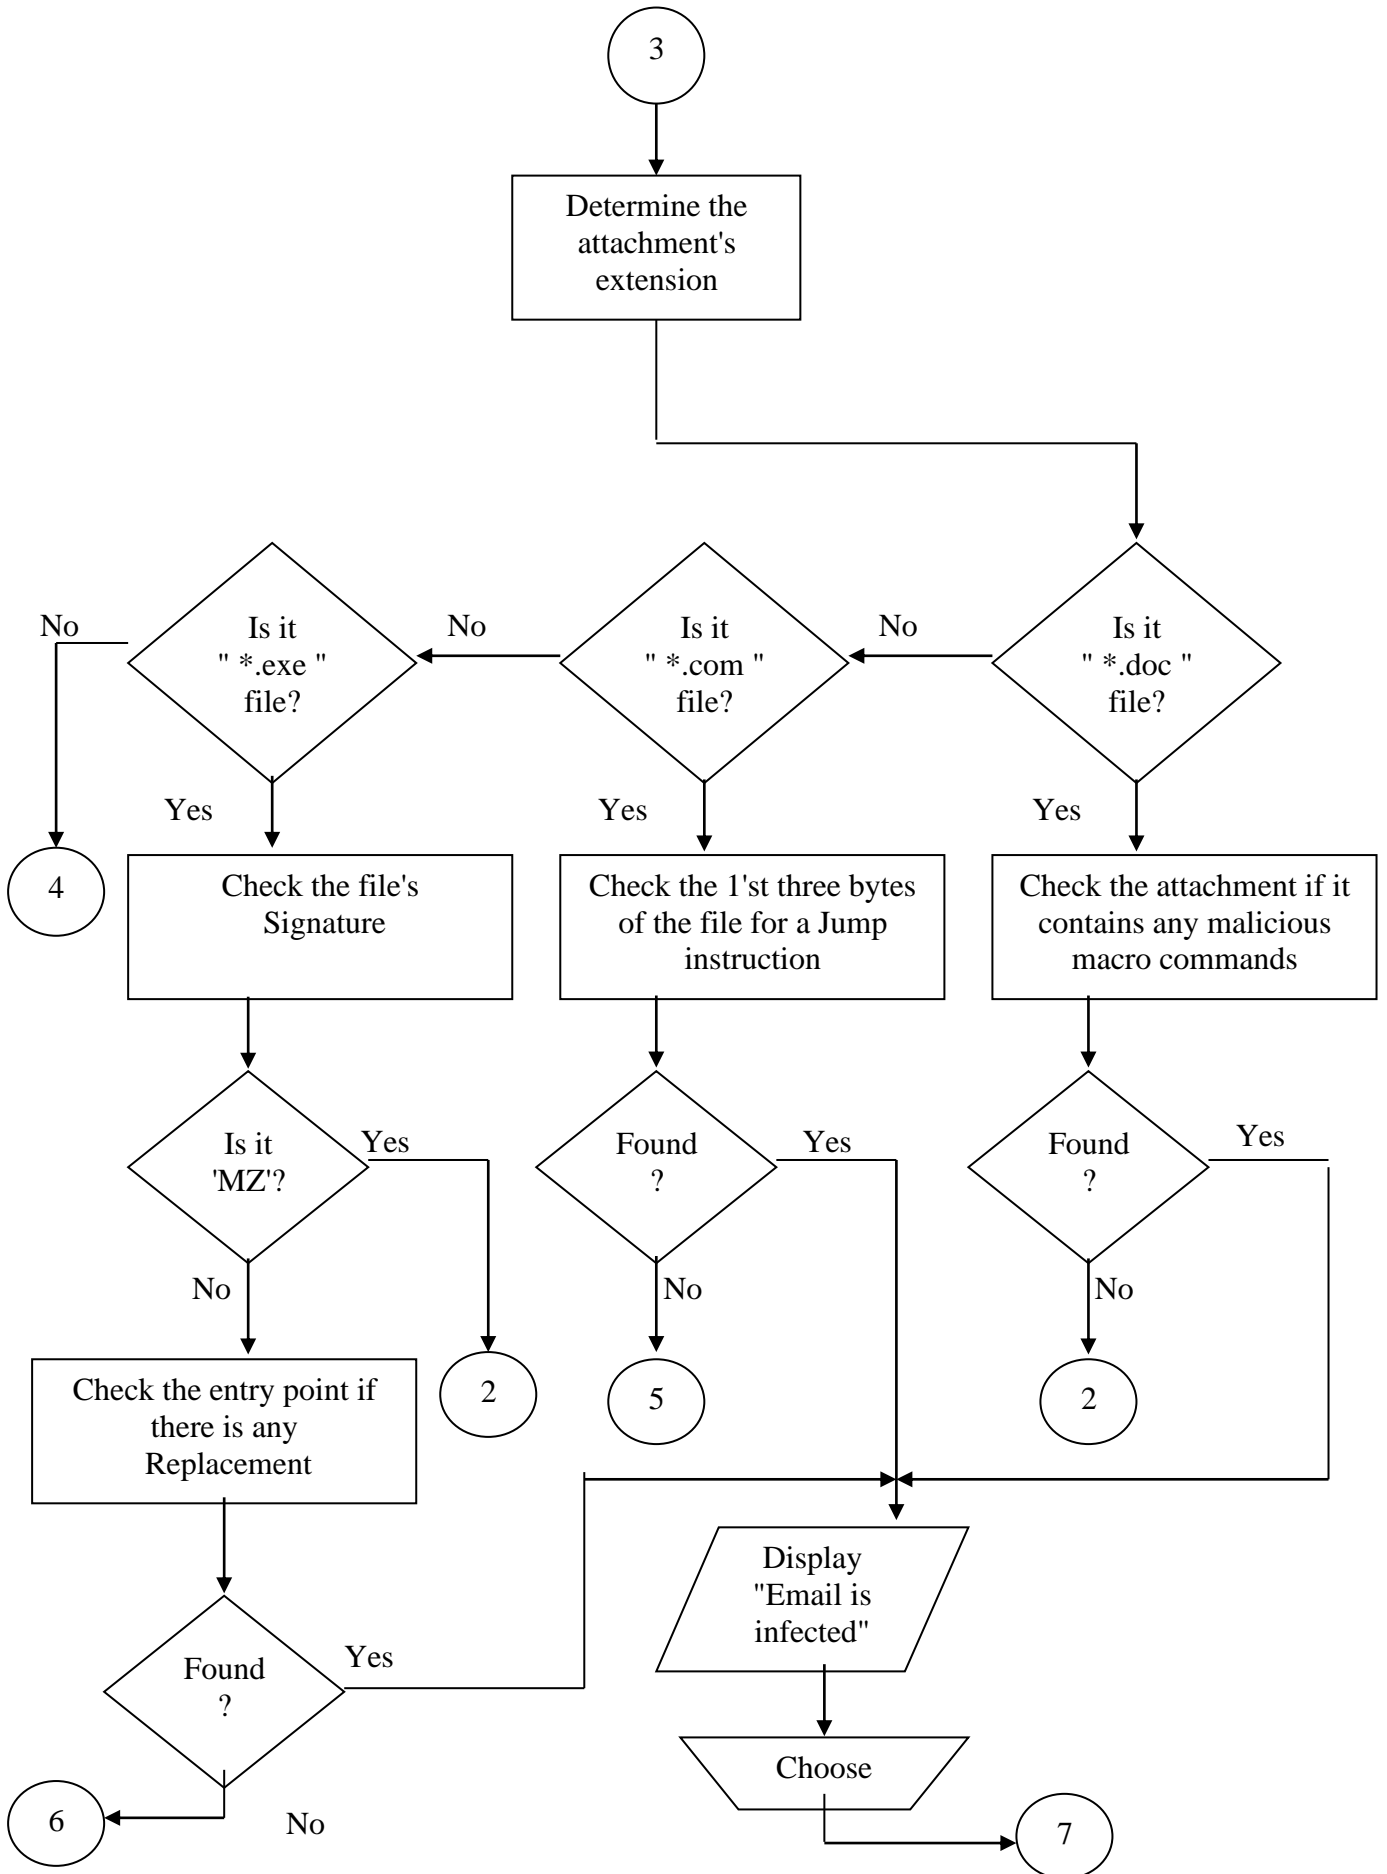 3
Determine the
attachment's
extension
No
Is it
" *.exe "
file?
No
Is it
" *.com "
file?
No
Is it
" *.doc "
file?
Yes
Yes
Yes
4
Check the file's
Signature
Check the 1'st three bytes
of the file for a Jump
instruction
Check the attachment if it
contains any malicious
macro commands
Is it
'MZ'?
Yes
Found
?
Yes
Found
?
Yes
No
No
No
Check the entry point if
there is any
Replacement
2
5
2
Display
"Email is
infected"
Found
?
Yes
Choose
6
No
7